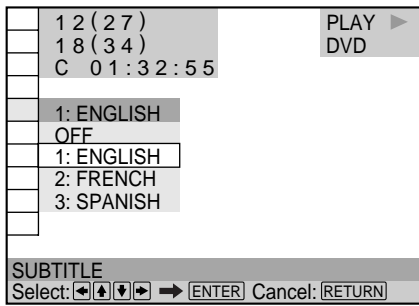 12(27) PLAY
18(34) DVD
C 01:32:55
1: ENGLISH
OFF
1: ENGLISH
2: FRENCH
3: SPANISH
SUBTITLE
Select: ←↑↓→ ➡ ENTER Cancel: RETURN